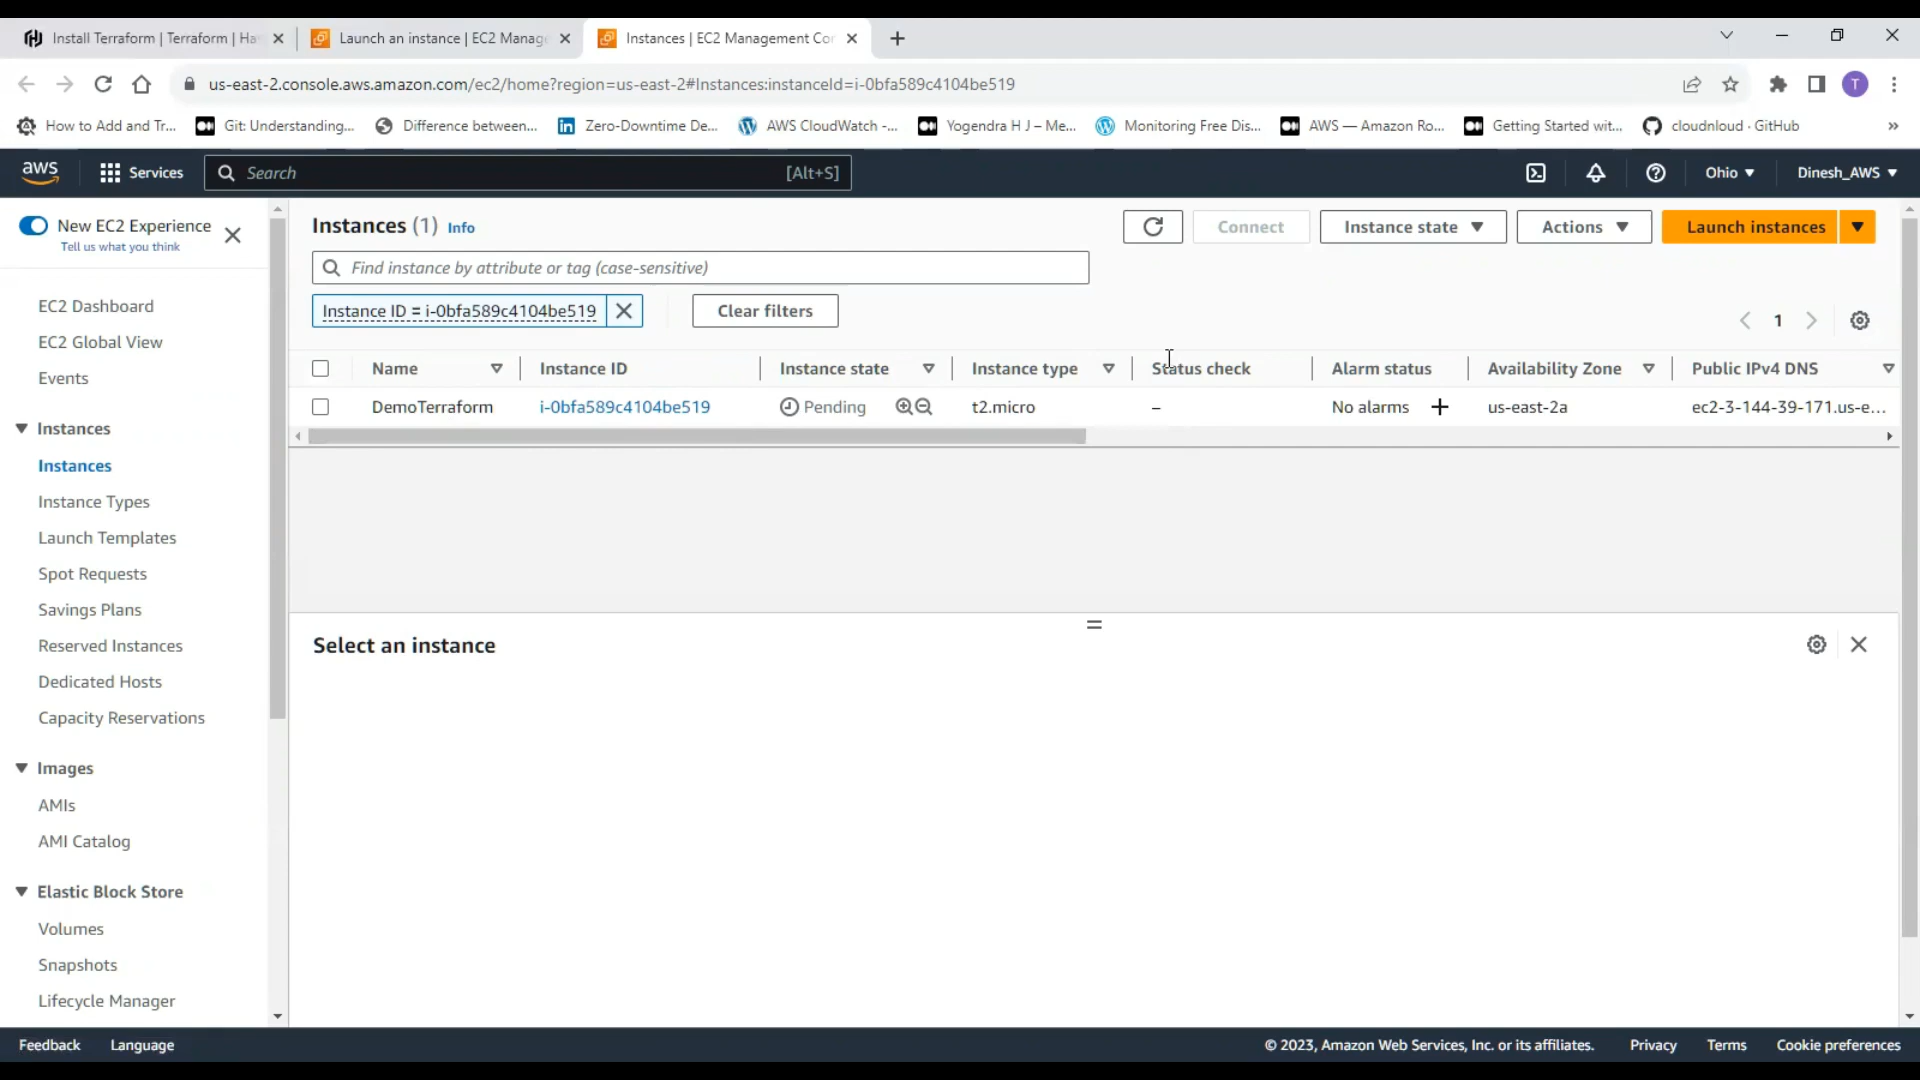 Install Terraform | Terraform | Ha
Launch an instance | EC2 Manag
Instances | EC2 Management Co
us-east-2.console.aws.amazon.com/ec2/home?region=us-east-2#Instances:instanceId=i-0bfa589c4104be519
T
How to Add and Tr...
Git: Understanding...
Difference between...
Zero-Downtime De...
AWS CloudWatch -...
Yogendra H J – Me...
Monitoring Free Dis...
AWS — Amazon Ro...
Getting Started wit...
cloudnloud · GitHub
»
aws
Services
Search
[Alt+S]
Ohio
Dinesh_AWS
New EC2 Experience
Tell us what you think
EC2 Dashboard
EC2 Global View
Events
Instances
Instances
Instance Types
Launch Templates
Spot Requests
Savings Plans
Reserved Instances
Dedicated Hosts
Capacity Reservations
Images
AMIs
AMI Catalog
Elastic Block Store
Volumes
Snapshots
Lifecycle Manager
Instances (1) Info
Connect
Instance state
Actions
Launch instances
Find instance by attribute or tag (case-sensitive)
Instance ID = i-0bfa589c4104be519
Clear filters
1
Name
Instance ID
Instance state
Instance type
Status check
Alarm status
Availability Zone
Public IPv4 DNS
DemoTerraform
i-0bfa589c4104be519
Pending
t2.micro
–
No alarms
us-east-2a
ec2-3-144-39-171.us-e...
Select an instance
Feedback
Language
© 2023, Amazon Web Services, Inc. or its affiliates.
Privacy
Terms
Cookie preferences